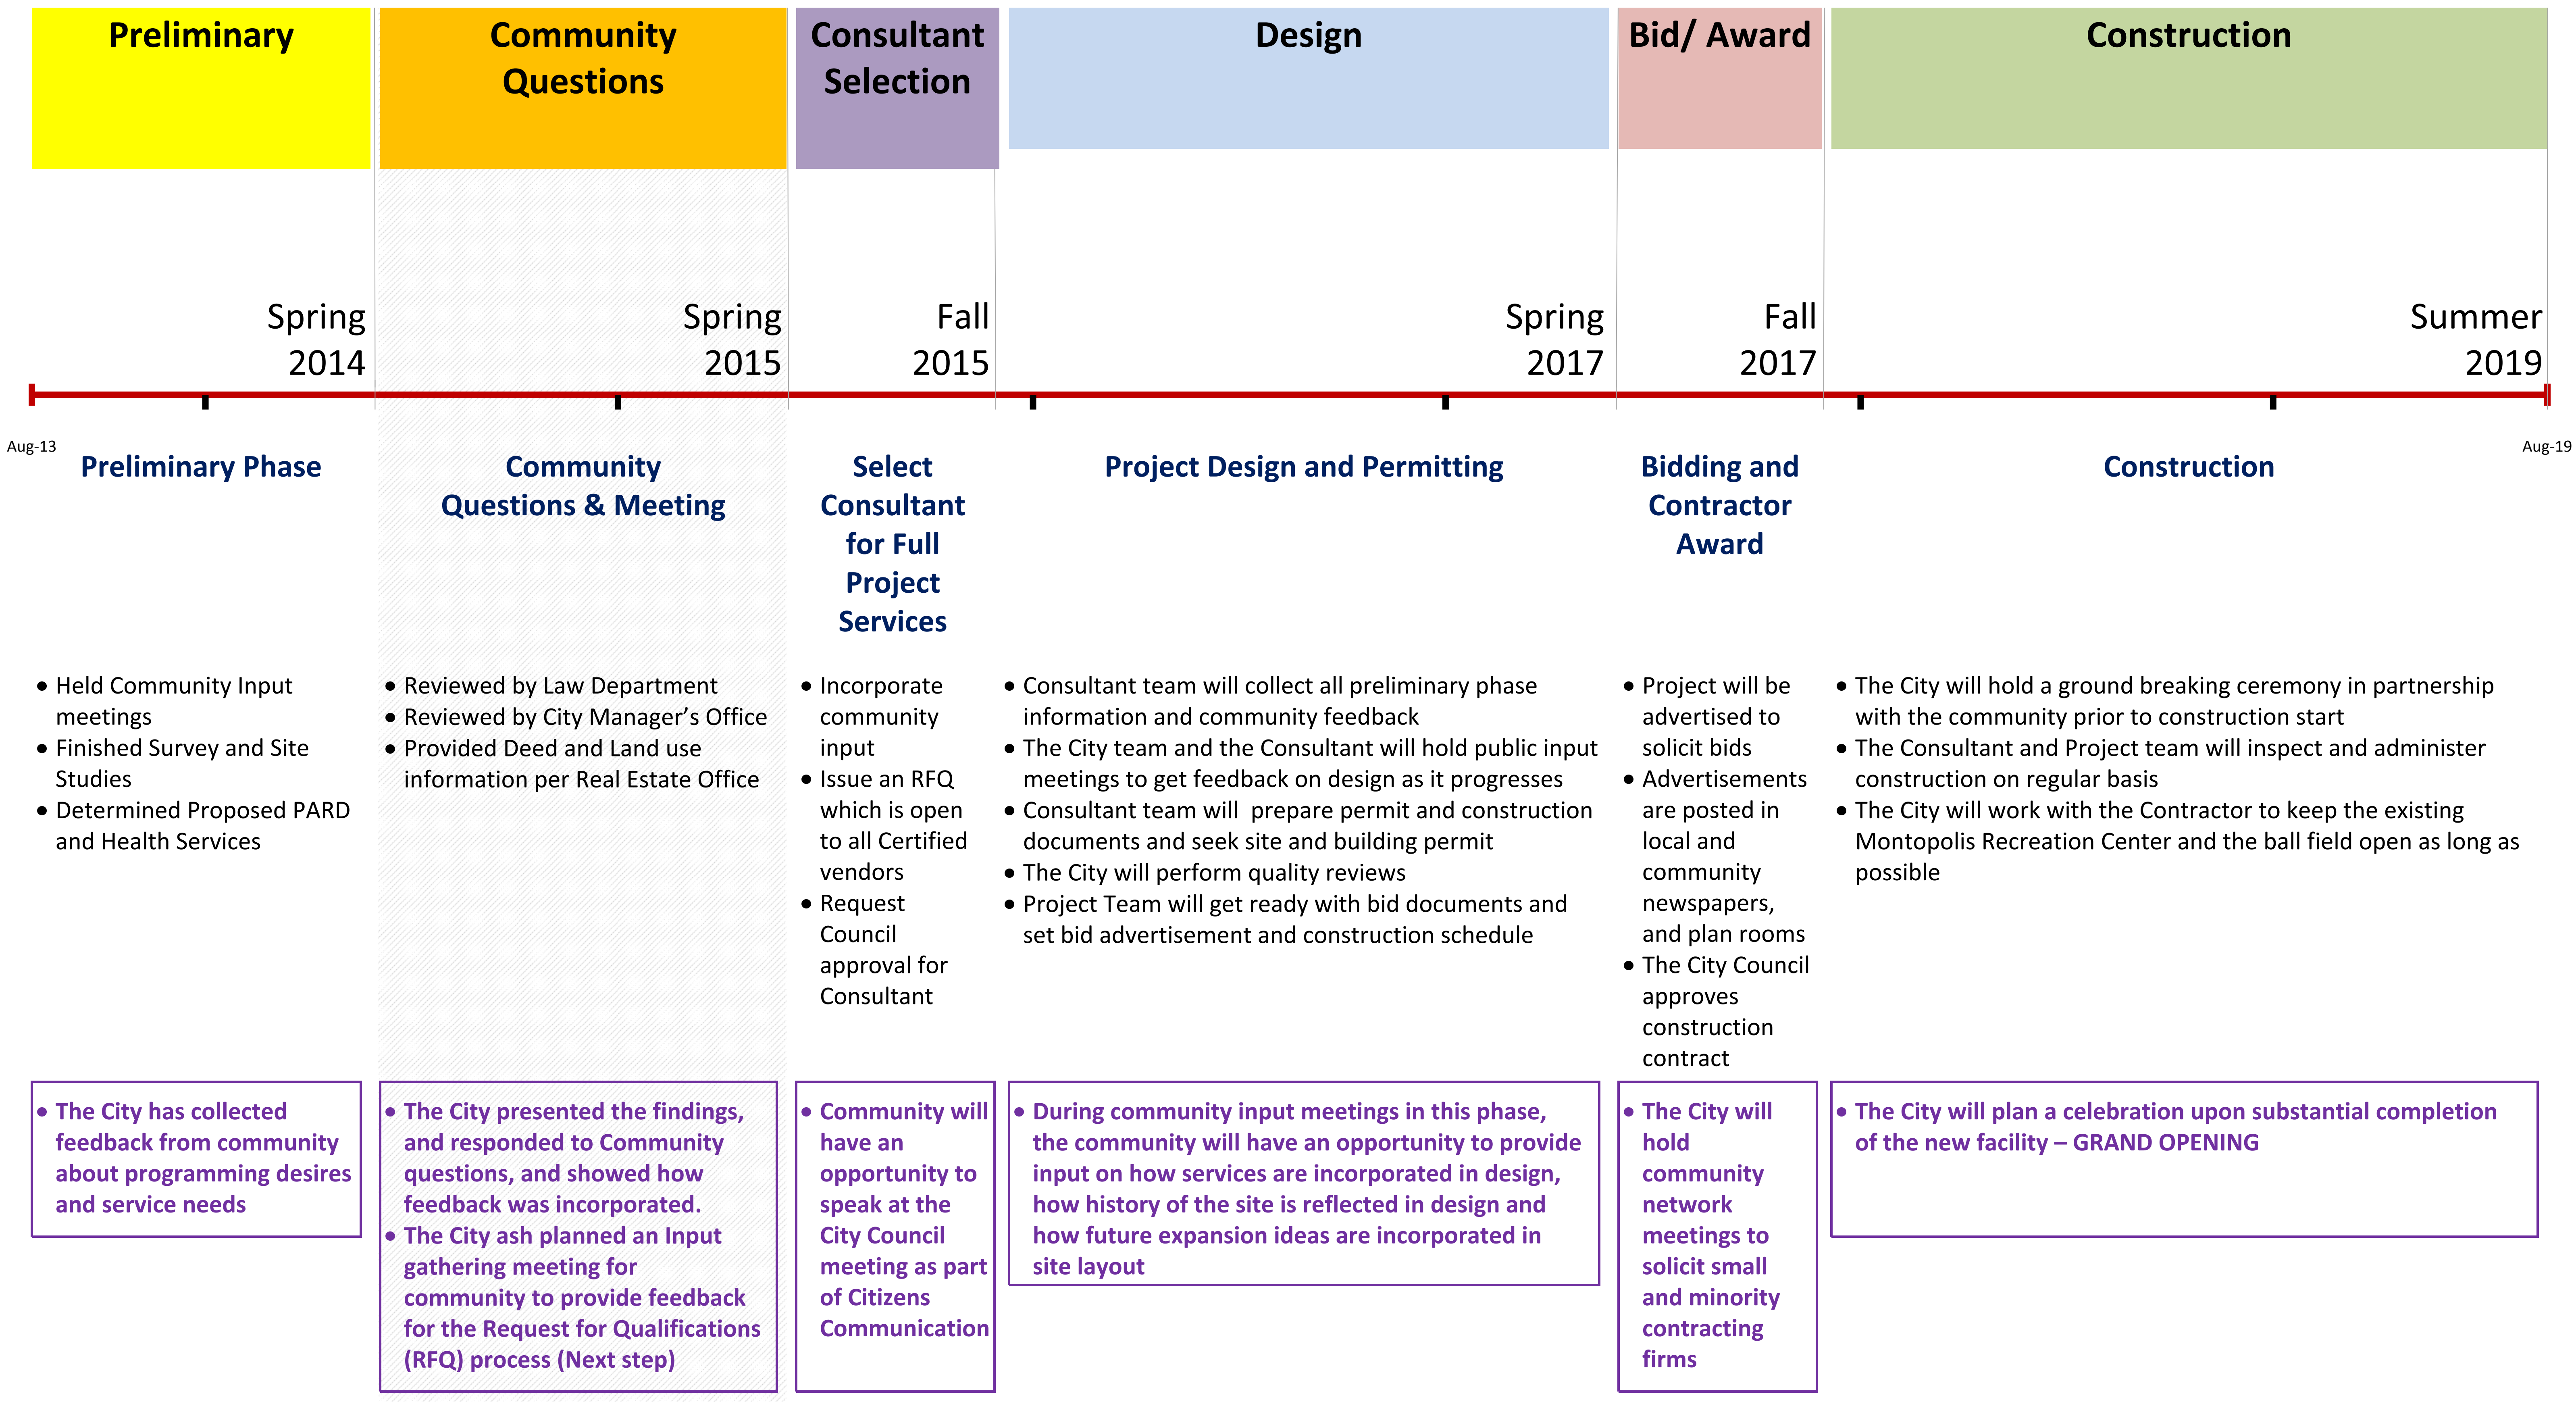 Preliminary
Community
Questions
Consultant
Selection
Design
Bid/ Award
Construction
Spring
2014
Spring
2015
Fall
2015
Spring
2017
Fall
2017
Summer
2019
Aug-13
Aug-19
Preliminary Phase
Community
Questions & Meeting
Select
Consultant
for Full
Project
Services
Project Design and Permitting
Bidding and
Contractor
Award
Construction
• Held Community Input
meetings
• Finished Survey and Site
Studies
• Determined Proposed PARD
and Health Services
• Reviewed by Law Department
• Reviewed by City Manager’s Office
• Provided Deed and Land use
information per Real Estate Office
• Incorporate
community
input
• Issue an RFQ
which is open
to all Certified
vendors
• Request
Council
approval for
Consultant
• Consultant team will collect all preliminary phase
information and community feedback
• The City team and the Consultant will hold public input
meetings to get feedback on design as it progresses
• Consultant team will  prepare permit and construction
documents and seek site and building permit
• The City will perform quality reviews
• Project Team will get ready with bid documents and
set bid advertisement and construction schedule
• Project will be
advertised to
solicit bids
• Advertisements
are posted in
local and
community
newspapers,
and plan rooms
• The City Council
approves
construction
contract
• The City will hold a ground breaking ceremony in partnership
with the community prior to construction start
• The Consultant and Project team will inspect and administer
construction on regular basis
• The City will work with the Contractor to keep the existing
Montopolis Recreation Center and the ball field open as long as
possible
• The City has collected
feedback from community
about programming desires
and service needs
• The City presented the findings,
and responded to Community
questions, and showed how
feedback was incorporated.
• The City ash planned an Input
gathering meeting for
community to provide feedback
for the Request for Qualifications
(RFQ) process (Next step)
• Community will
have an
opportunity to
speak at the
City Council
meeting as part
of Citizens
Communication
• During community input meetings in this phase,
the community will have an opportunity to provide
input on how services are incorporated in design,
how history of the site is reflected in design and
how future expansion ideas are incorporated in
site layout
• The City will
hold
community
network
meetings to
solicit small
and minority
contracting
firms
• The City will plan a celebration upon substantial completion
of the new facility – GRAND OPENING